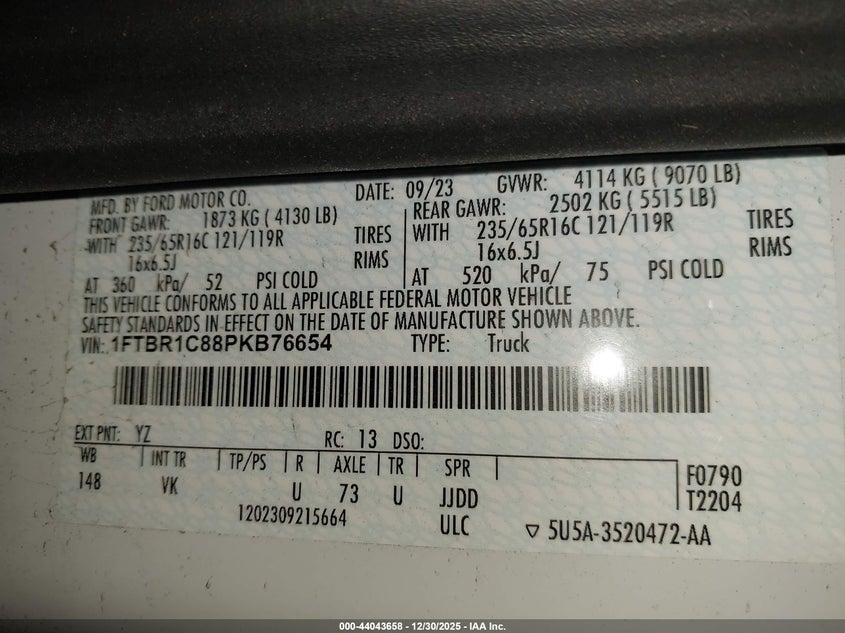 MFD. BY FORD MOTOR CO.
DATE: 09/23 GVWR: 4114 KG ( 9070 LB)
FRONT GAWR: 1873 KG ( 4130 LB) REAR GAWR: 2502 KG ( 5515 LB)
WITH 235/65R16C 121/119R TIRES WITH 235/65R16C 121/119R TIRES
16x6.5J RIMS 16x6.5J RIMS
AT 360 kPa/ 52 PSI COLD AT 520 kPa/ 75 PSI COLD
THIS VEHICLE CONFORMS TO ALL APPLICABLE FEDERAL MOTOR VEHICLE
SAFETY STANDARDS IN EFFECT ON THE DATE OF MANUFACTURE SHOWN ABOVE.
VIN: 1FTBR1C88PKB76654 TYPE: Truck
EXT PNT: YZ RC: 13 DSO:
WB INT TR TP/PS R AXLE TR SPR F0790
148 VK U 73 U JJDD T2204
1202309215664 ULC ▽ 5U5A-3520472-AA
000-44043658 - 12/30/2025 - IAA Inc.